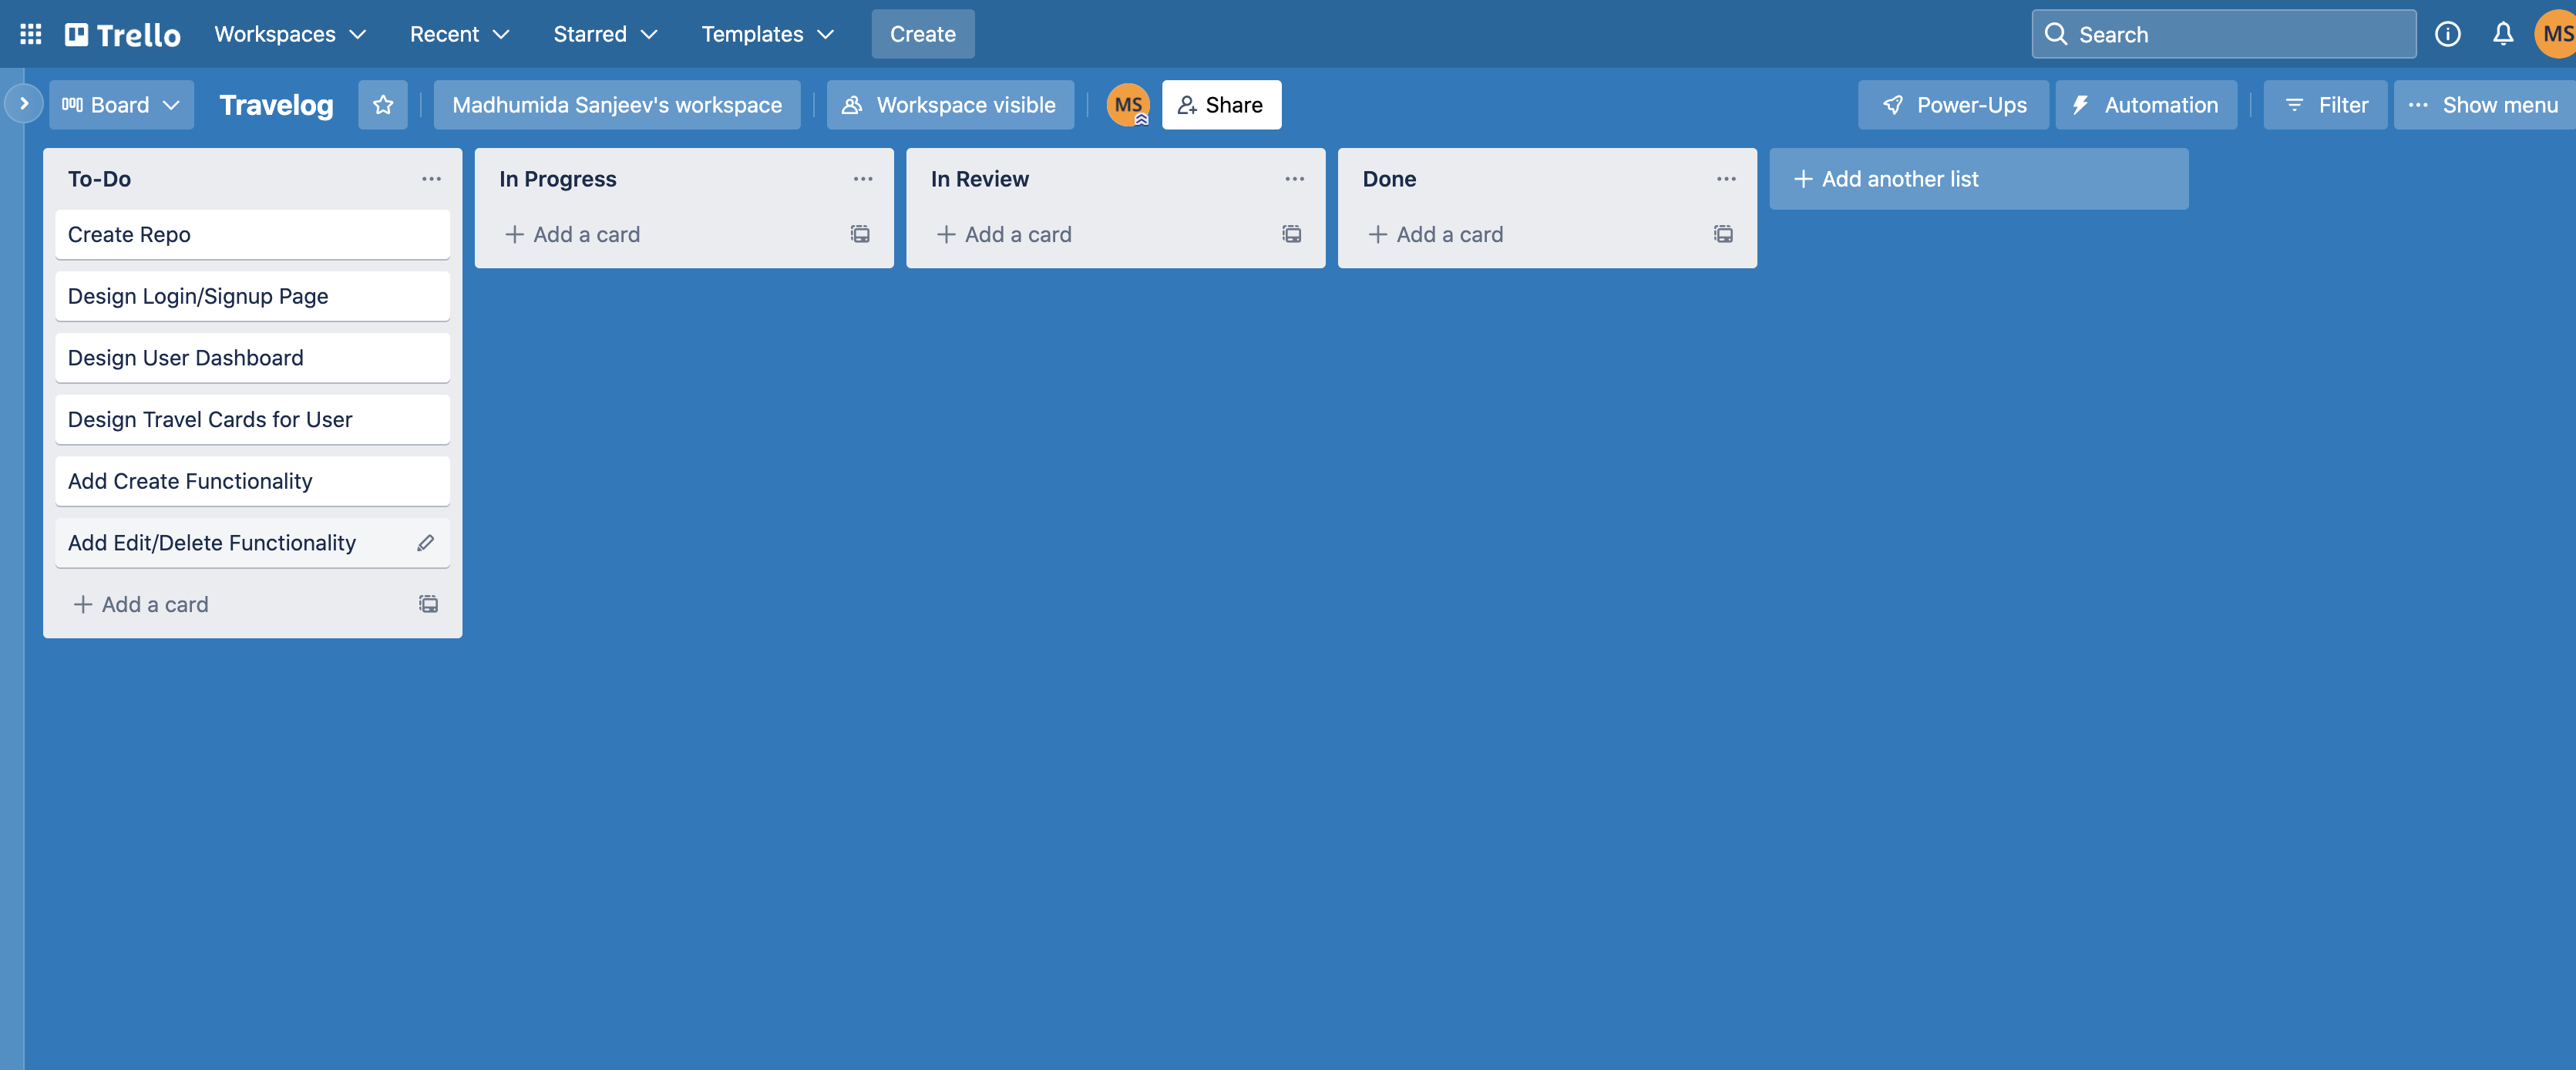 Trello Workspaces Recent Starred Templates Create Search MS
Board Travelog Madhumida Sanjeev's workspace Workspace visible MS Share Power-Ups Automation Filter Show menu
To-Do
Create Repo
Design Login/Signup Page
Design User Dashboard
Design Travel Cards for User
Add Create Functionality
Add Edit/Delete Functionality
+ Add a card
In Progress
+ Add a card
In Review
+ Add a card
Done
+ Add a card
+ Add another list